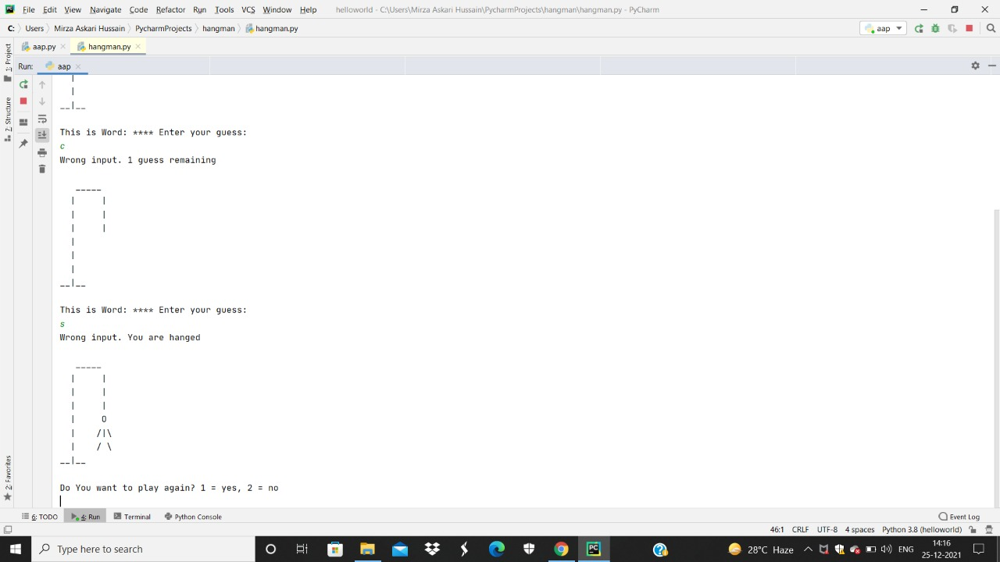 File Edit View Navigate Code Refactor Run Tools VCS Window Help helloworld - C:\Users\Mirza Askari Hussain\PycharmProjects\hangman\hangman.py - PyCharm
C: Users Mirza Askari Hussain PycharmProjects hangman hangman.py aap
aap.py hangman.py
1: Project
Run: aap
7: Structure
|
|
__|__
This is Word: **** Enter your guess:
c
Wrong input. 1 guess remaining
_____
|     |
|     |
|     |
|
|
|
__|__
This is Word: **** Enter your guess:
s
Wrong input. You are hanged
_____
|     |
|     |
|     |
|     O
|    /|\
|    / \
__|__
Do You want to play again? 1 = yes, 2 = no
2: Favorites
6: TODO 4: Run Terminal Python Console Event Log
46:1 CRLF UTF-8 4 spaces Python 3.8 (helloworld)
Type here to search PC 28°C Haze ENG 14:16
25-12-2021